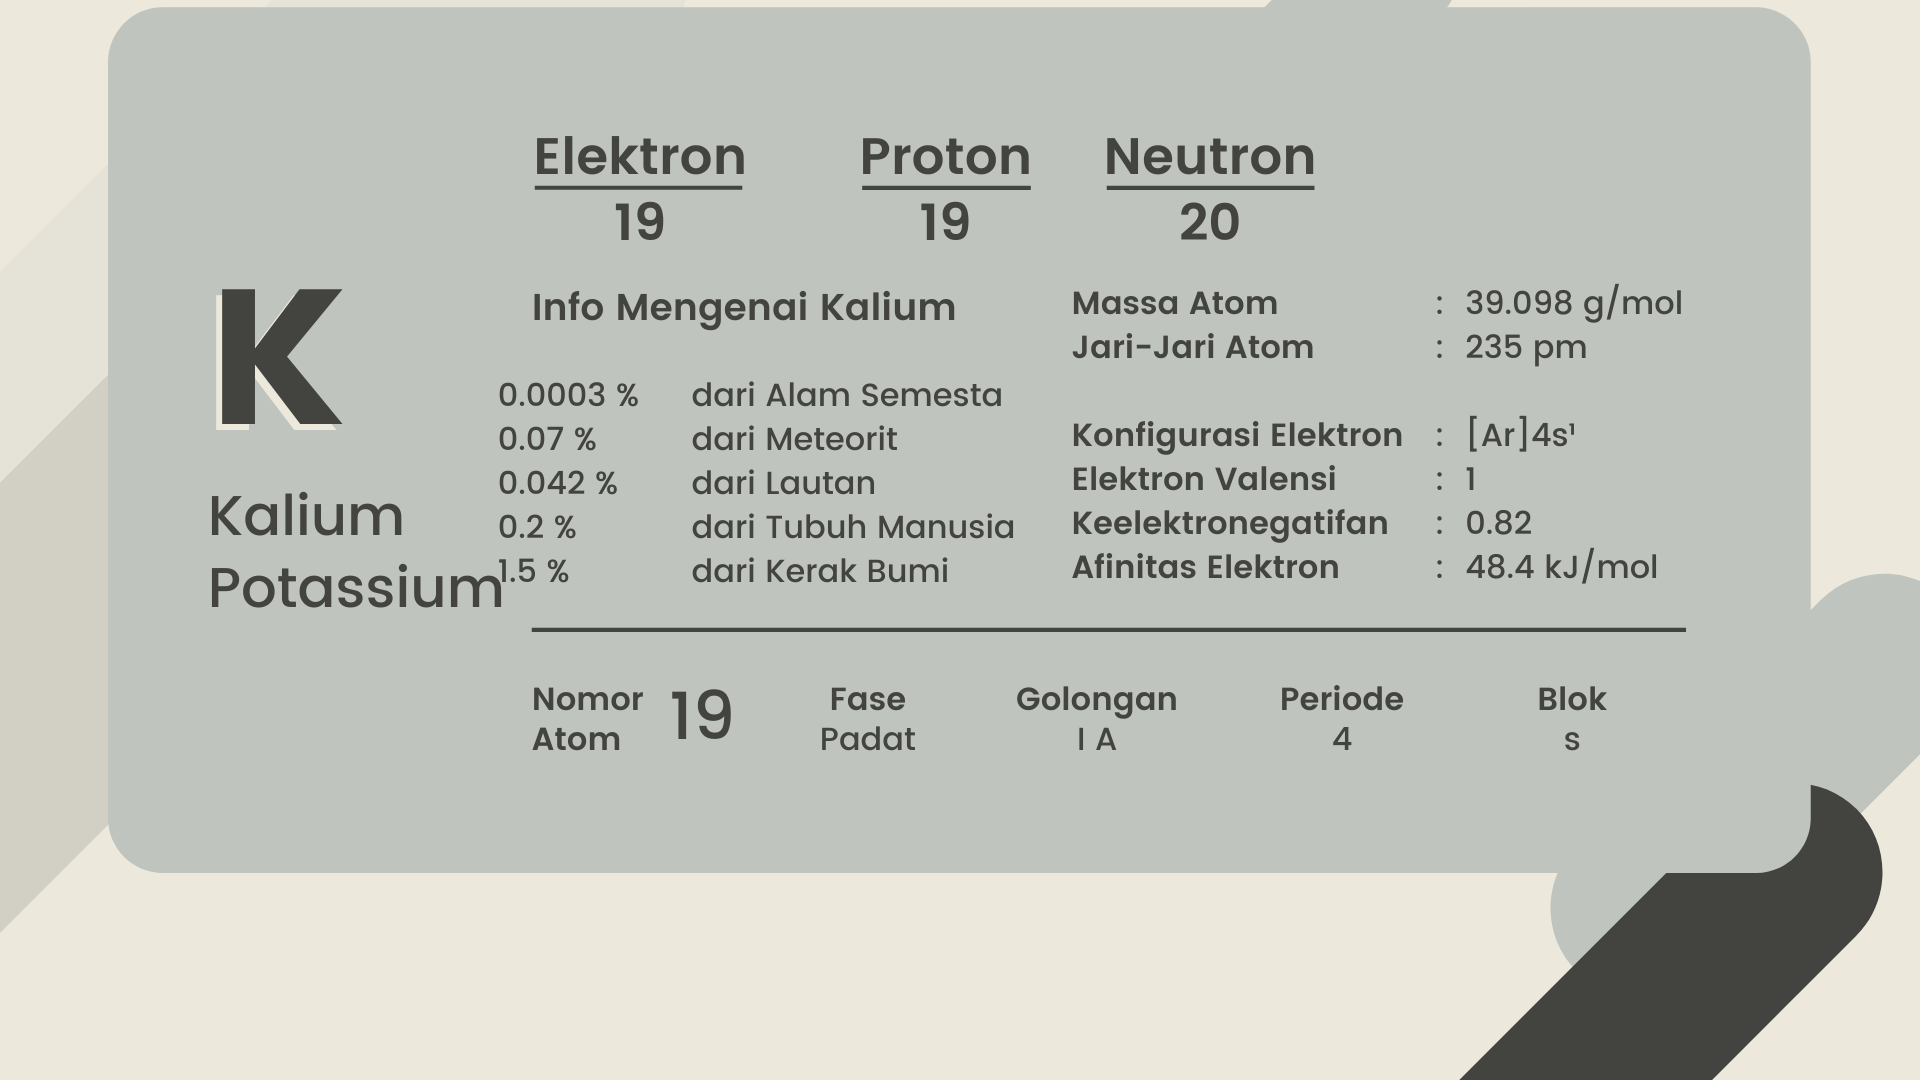 Elektron Proton Neutron
19 19 20
K
Kalium
Potassium
Info Mengenai Kalium
0.0003 % dari Alam Semesta
0.07 % dari Meteorit
0.042 % dari Lautan
0.2 % dari Tubuh Manusia
1.5 % dari Kerak Bumi
Massa Atom : 39.098 g/mol
Jari-Jari Atom : 235 pm
Konfigurasi Elektron : [Ar]4s¹
Elektron Valensi : 1
Keelektronegatifan : 0.82
Afinitas Elektron : 48.4 kJ/mol
Nomor
Atom
19
Fase
Padat
Golongan
I A
Periode
4
Blok
s